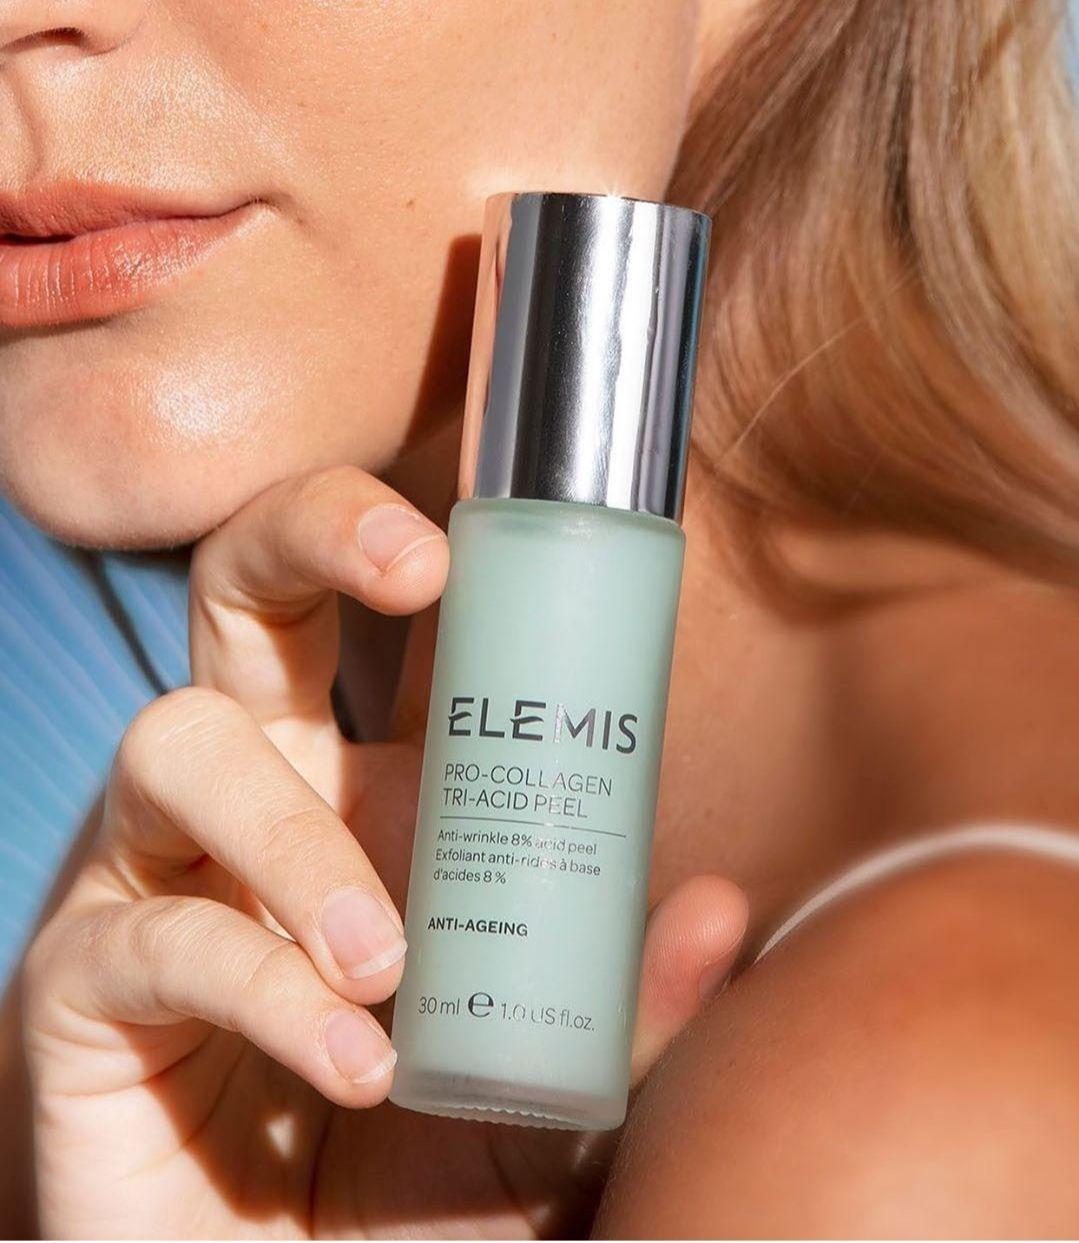 ELEMIS
PRO-COLLAGEN
TRI-ACID PEEL
Anti-wrinkle 8% acid peel
Exfoliant anti-rides à base
d'acides 8 %
ANTI-AGEING
30 ml e 1.0 US fl.oz.